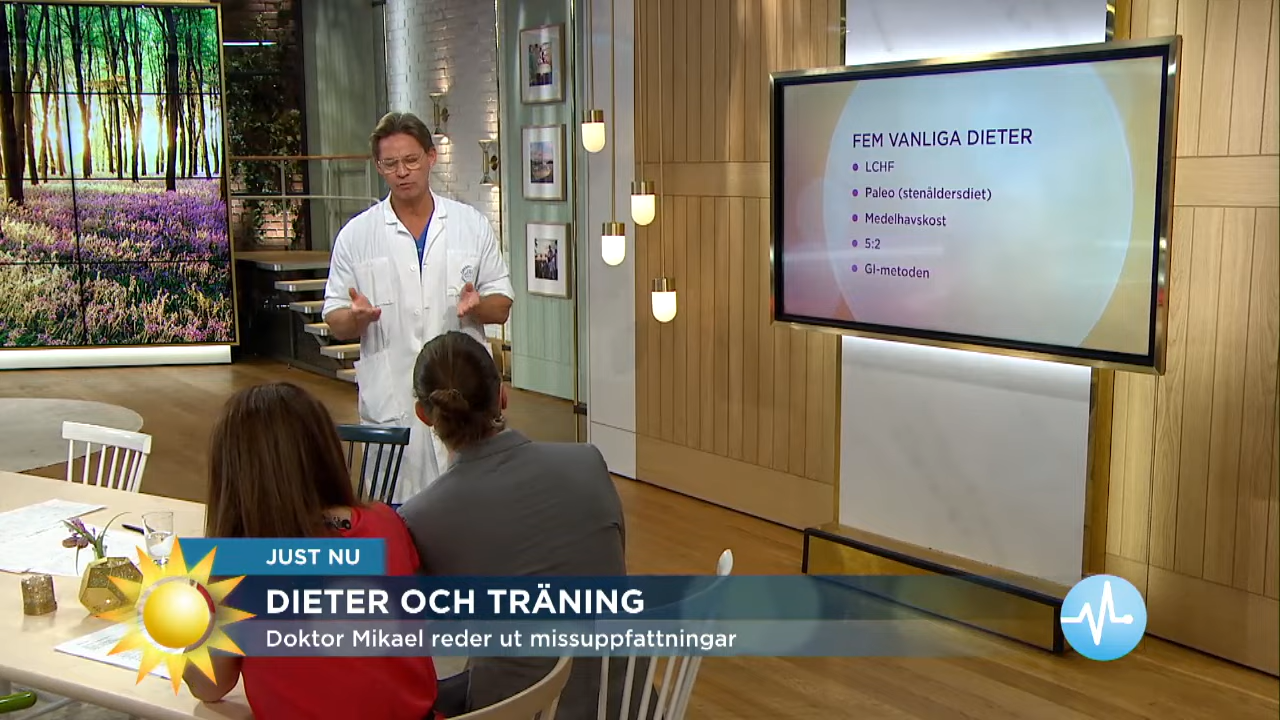 FEM VANLIGA DIETER
LCHF
Paleo (stenåldersdiet)
Medelhavskost
5:2
GI-metoden
JUST NU
DIETER OCH TRÄNING
Doktor Mikael reder ut missuppfattningar